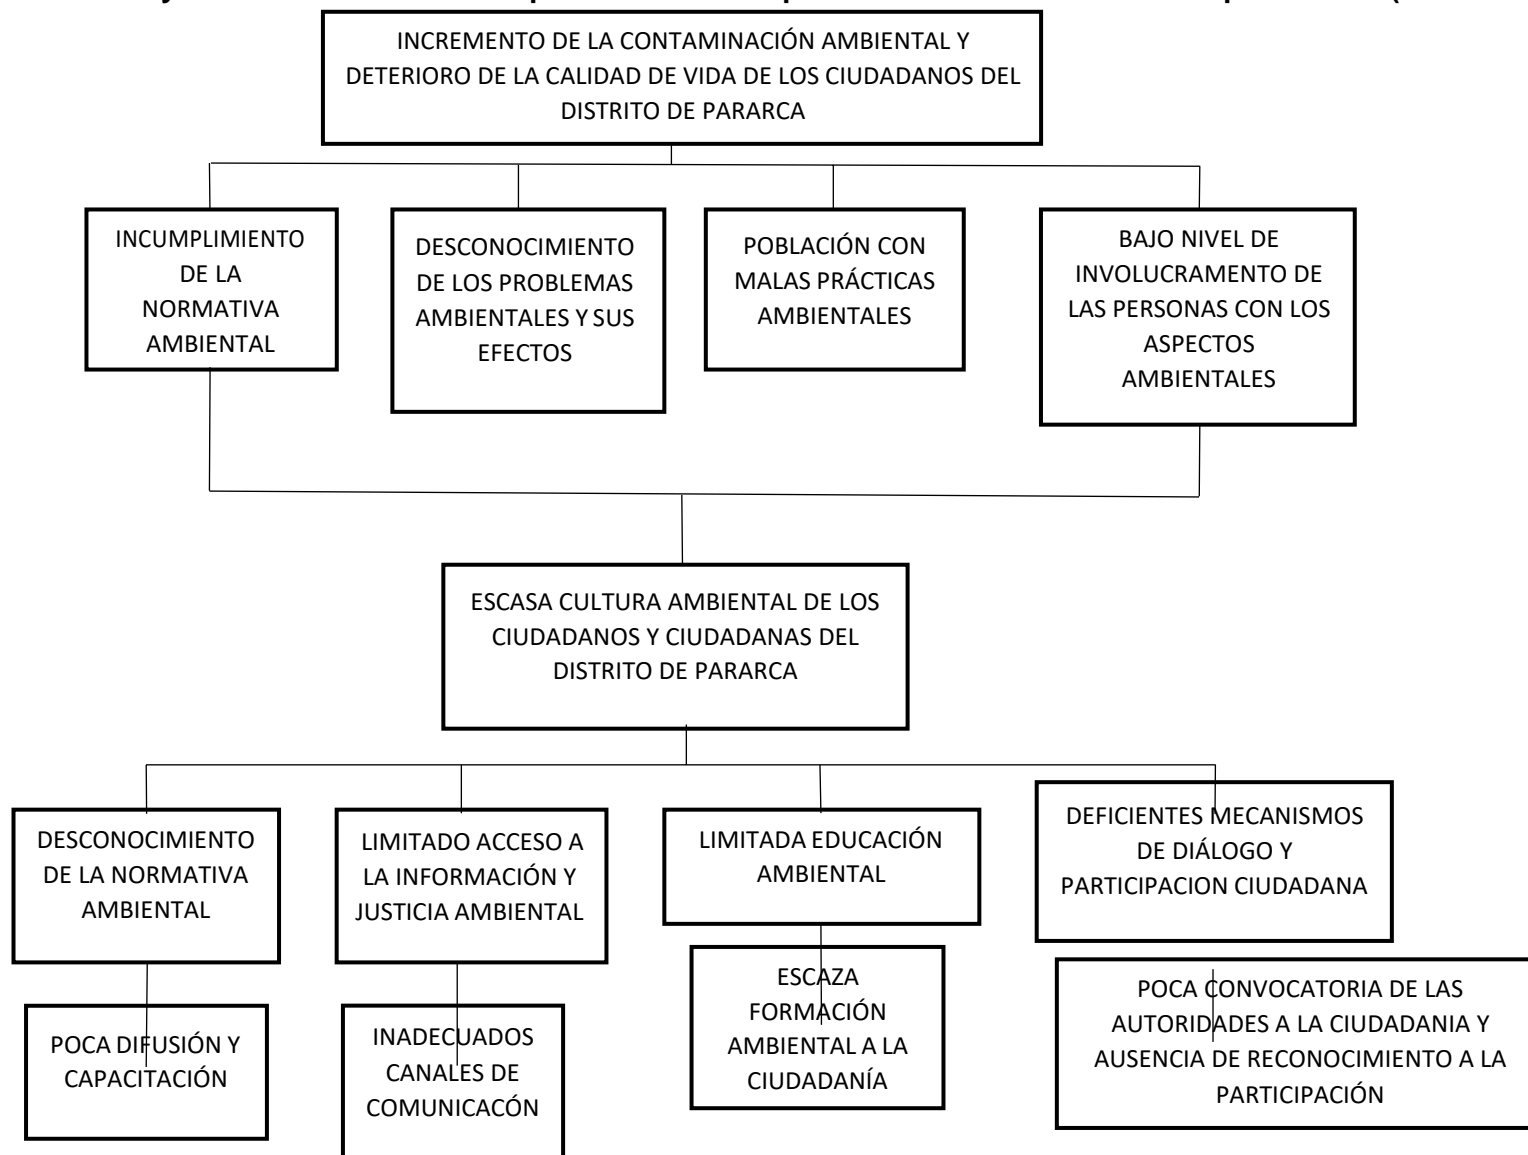 INCREMENTO DE LA CONTAMINACIÓN AMBIENTAL Y
DETERIORO DE LA CALIDAD DE VIDA DE LOS CIUDADANOS DEL
DISTRITO DE PARARCA
INCUMPLIMIENTO
DE LA
NORMATIVA
AMBIENTAL
DESCONOCIMIENTO
DE LOS PROBLEMAS
AMBIENTALES Y SUS
EFECTOS
POBLACIÓN CON
MALAS PRÁCTICAS
AMBIENTALES
BAJO NIVEL DE
INVOLUCRAMENTO DE
LAS PERSONAS CON LOS
ASPECTOS
AMBIENTALES
ESCASA CULTURA AMBIENTAL DE LOS
CIUDADANOS Y CIUDADANAS DEL
DISTRITO DE PARARCA
DESCONOCIMIENTO
DE LA NORMATIVA
AMBIENTAL
LIMITADO ACCESO A
LA INFORMACIÓN Y
JUSTICIA AMBIENTAL
LIMITADA EDUCACIÓN
AMBIENTAL
DEFICIENTES MECANISMOS
DE DIÁLOGO Y
PARTICIPACION CIUDADANA
POCA DIFUSIÓN Y
CAPACITACIÓN
INADECUADOS
CANALES DE
COMUNICACÓN
ESCAZA
FORMACIÓN
AMBIENTAL A LA
CIUDADANÍA
POCA CONVOCATORIA DE LAS
AUTORIDADES A LA CIUDADANIA Y
AUSENCIA DE RECONOCIMIENTO A LA
PARTICIPACIÓN